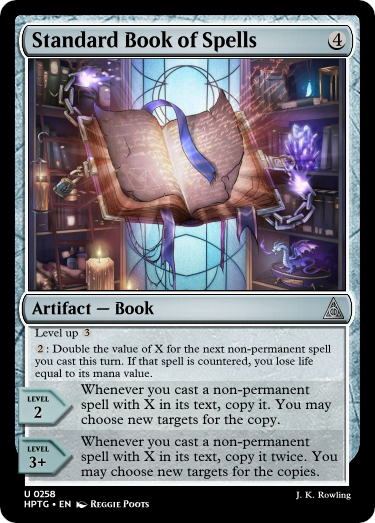 Standard Book of Spells 4
Artifact — Book
Level up 3
2: Double the value of X for the next non-permanent spell
you cast this turn. If that spell is countered, you lose life
equal to its mana value.
LEVEL
2
Whenever you cast a non-permanent
spell with X in its text, copy it. You may
choose new targets for the copy.
LEVEL
3+
Whenever you cast a non-permanent
spell with X in its text, copy it twice. You
may choose new targets for the copies.
U 0258
HPTG • EN Reggie Poots
J. K. Rowling